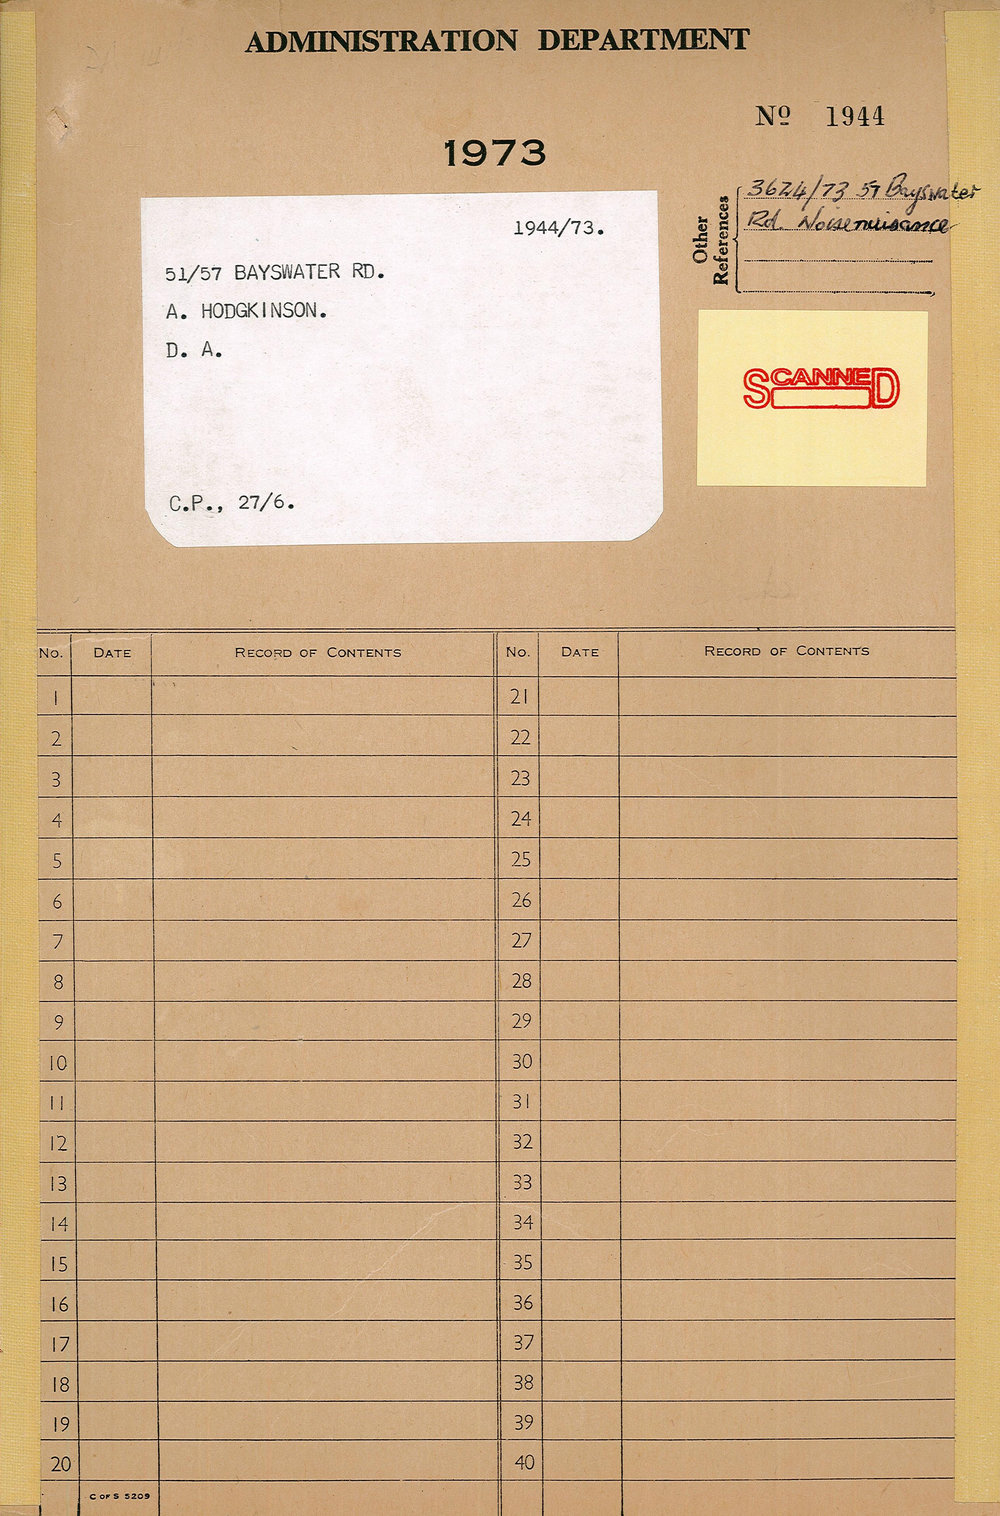 ADMINISTRATION DEPARTMENT
Nº 1944
1973
Other References
3624/73 57 Bayswater
Rd. Noise nuisance
1944/73.
51/57 BAYSWATER RD.
A. HODGKINSON.
D. A.
C.P., 27/6.
SCANNED
No. DATE RECORD OF CONTENTS No. DATE RECORD OF CONTENTS
1 21
2 22
3 23
4 24
5 25
6 26
7 27
8 28
9 29
10 30
11 31
12 32
13 33
14 34
15 35
16 36
17 37
18 38
19 39
20 40
C OF S 5209